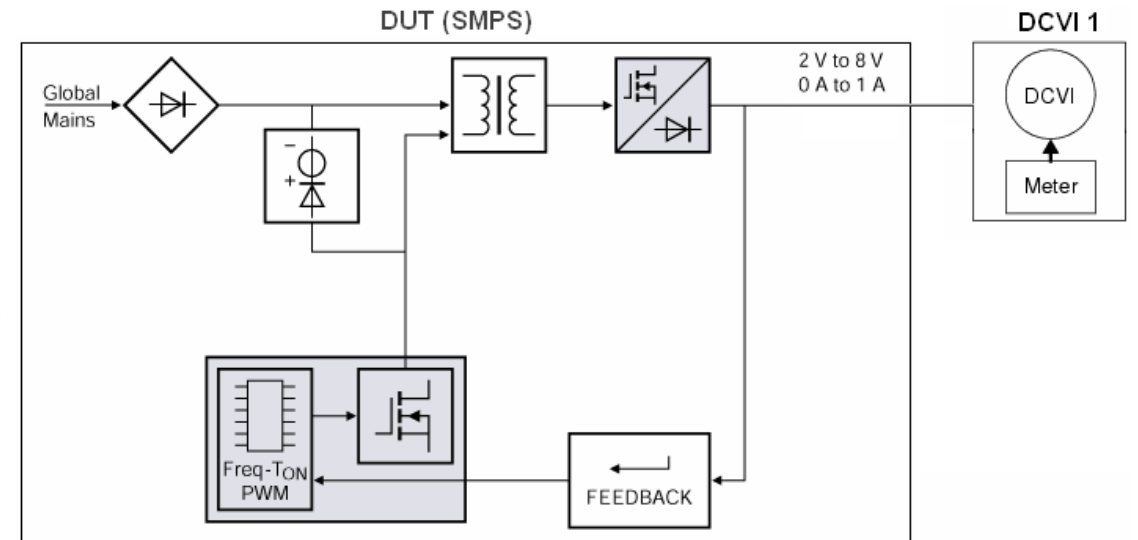 DUT (SMPS)
DCVI 1
Global
Mains
2 V to 8 V
0 A to 1 A
DCVI
Meter
−
+
Freq-TON
PWM
FEEDBACK